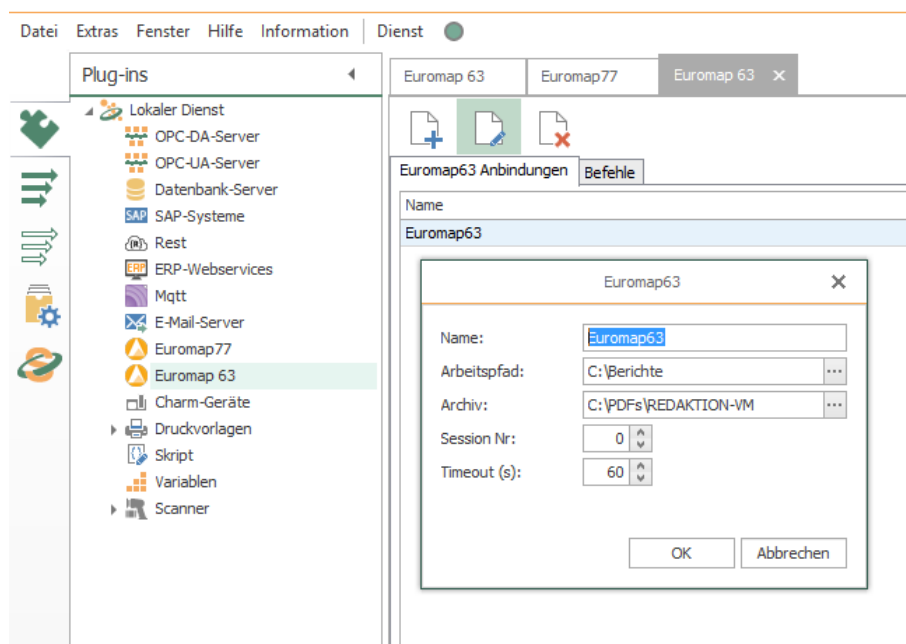 Datei Extras Fenster Hilfe Information Dienst
Plug-ins
Lokaler Dienst
OPC-DA-Server
OPC-UA-Server
Datenbank-Server
SAP SAP-Systeme
Rest
ERP ERP-Webservices
Mqtt
E-Mail-Server
Euromap77
Euromap 63
Charm-Geräte
Druckvorlagen
Skript
Variablen
Scanner
Euromap 63 Euromap77 Euromap 63
Euromap63 Anbindungen Befehle
Name
Euromap63
Euromap63
Name: Euromap63
Arbeitspfad: C:\Berichte ...
Archiv: C:\PDFs\REDAKTION-VM ...
Session Nr: 0
Timeout (s): 60
OK Abbrechen